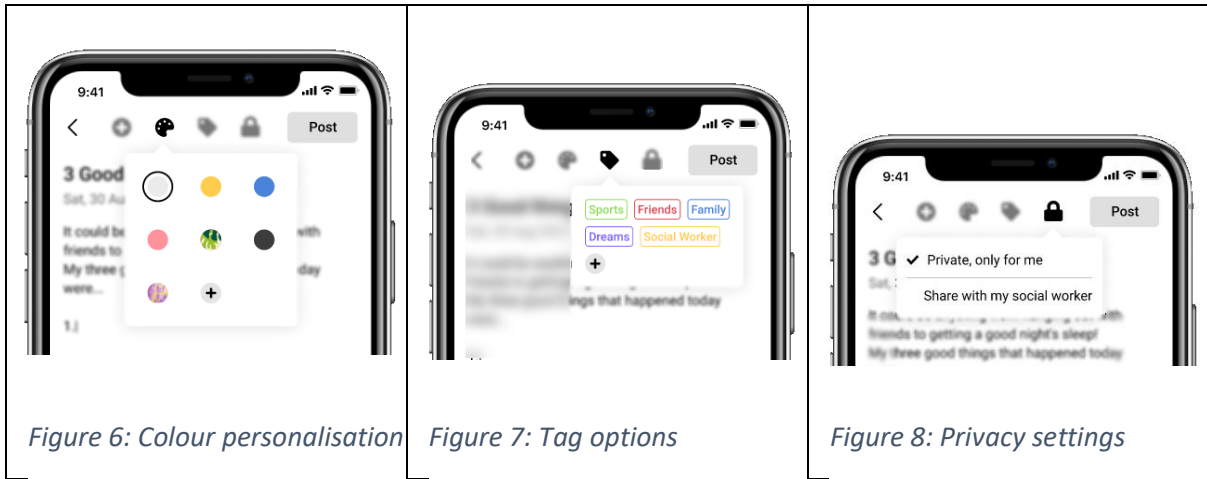 9:41
Post
3 Good
Sat, 30 Au
It could be with
friends to
My three g day
were...
1.
Figure 6: Colour personalisation
9:41
Post
Sports Friends Family
Dreams Social Worker
ings that happened today
Figure 7: Tag options
9:41
Post
3 G
Private, only for me
Sat,
Share with my social worker
with
friends to getting a good night's sleep!
My three good things that happened today
Figure 8: Privacy settings